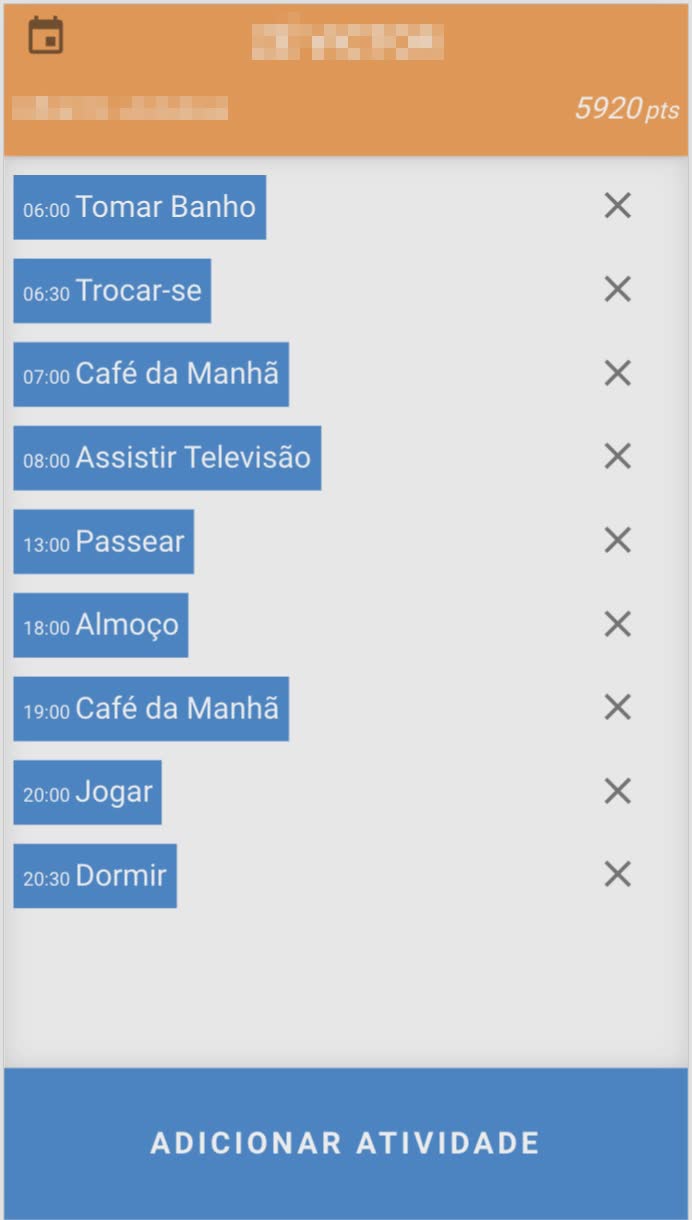 5920 pts
06:00 Tomar Banho
06:30 Trocar-se
07:00 Café da Manhã
08:00 Assistir Televisão
13:00 Passear
18:00 Almoço
19:00 Café da Manhã
20:00 Jogar
20:30 Dormir
ADICIONAR ATIVIDADE